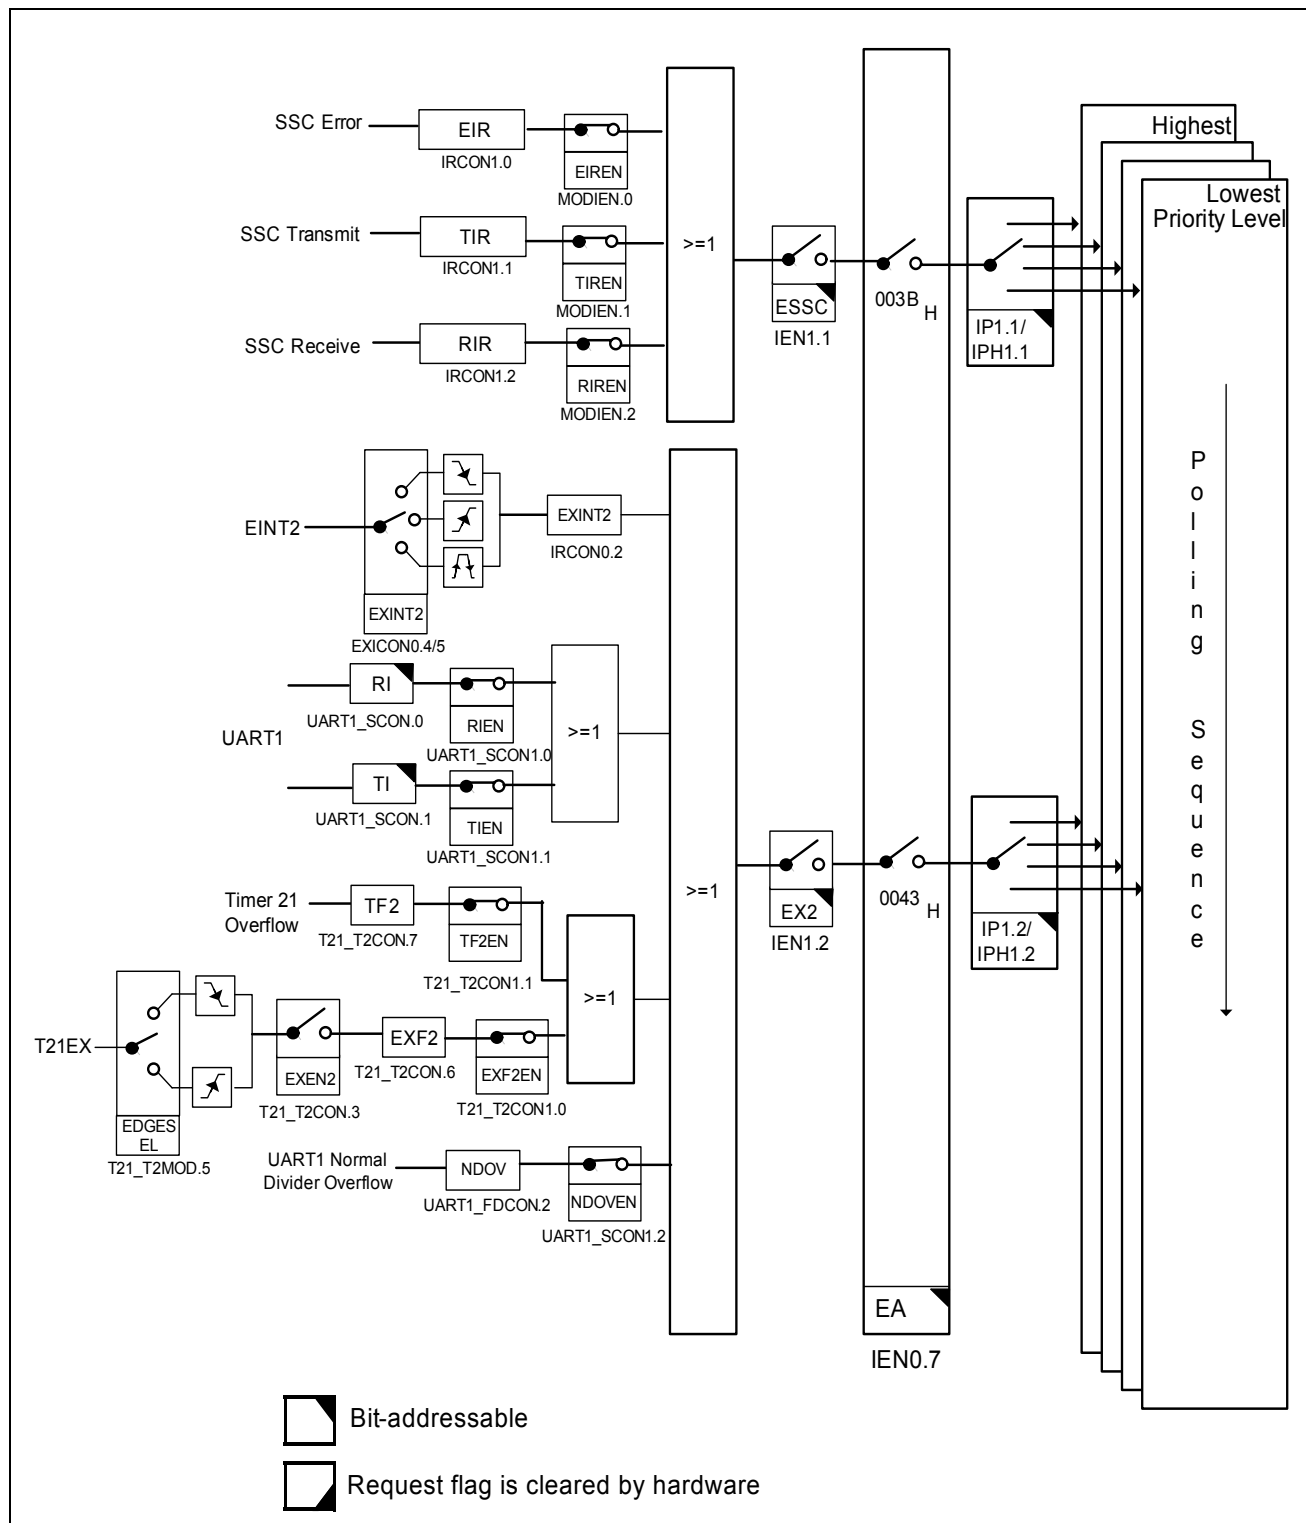 SSC Error
EIR
IRCON1.0
EIREN
MODIEN.0
SSC Transmit
TIR
IRCON1.1
TIREN
MODIEN.1
SSC Receive
RIR
IRCON1.2
RIREN
MODIEN.2
>=1
ESSC
IEN1.1
003B H
IP1.1/
IPH1.1
Highest
Lowest
Priority Level
EINT2
EXINT2
EXICON0.4/5
EXINT2
IRCON0.2
UART1
RI
UART1_SCON.0
RIEN
UART1_SCON1.0
TI
UART1_SCON.1
TIEN
UART1_SCON1.1
>=1
Timer 21
Overflow
TF2
T21_T2CON.7
TF2EN
T21_T2CON1.1
T21EX
EDGES
EL
T21_T2MOD.5
EXEN2
T21_T2CON.3
EXF2
T21_T2CON.6
EXF2EN
T21_T2CON1.0
>=1
UART1 Normal
Divider Overflow
NDOV
UART1_FDCON.2
NDOVEN
UART1_SCON1.2
>=1
EX2
IEN1.2
0043 H
IP1.2/
IPH1.2
Polling Sequence
EA
IEN0.7
Bit-addressable
Request flag is cleared by hardware